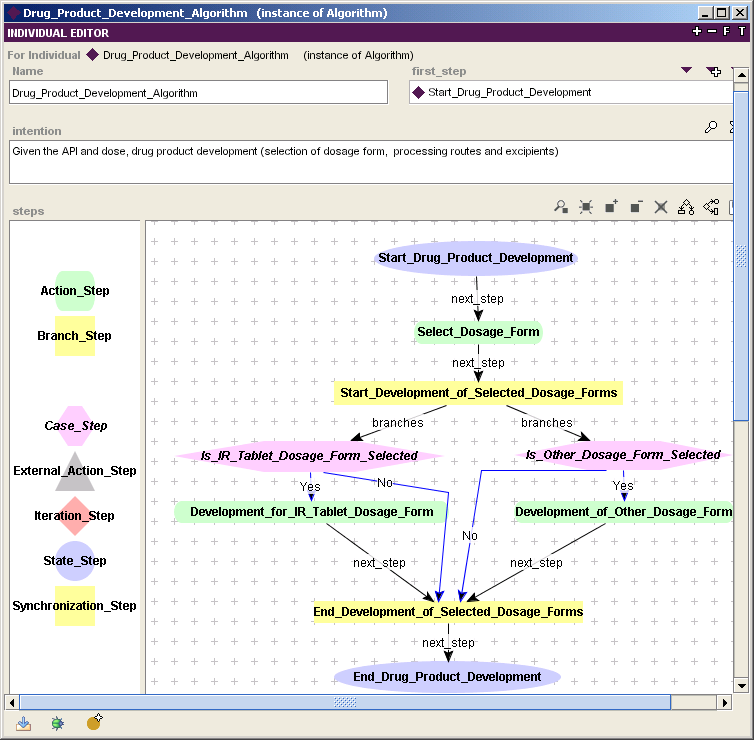 Drug_Product_Development_Algorithm (instance of Algorithm)
INDIVIDUAL EDITOR
+ − F T
For Individual Drug_Product_Development_Algorithm (instance of Algorithm)
Name
first_step
Drug_Product_Development_Algorithm
Start_Drug_Product_Development
intention
Given the API and dose, drug product development (selection of dosage form, processing routes and excipients)
steps
Action_Step
Branch_Step
Case_Step
External_Action_Step
Iteration_Step
State_Step
Synchronization_Step
Start_Drug_Product_Development
next_step
Select_Dosage_Form
next_step
Start_Development_of_Selected_Dosage_Forms
branches
branches
Is_IR_Tablet_Dosage_Form_Selected
Is_Other_Dosage_Form_Selected
Yes
No
Yes
Development_for_IR_Tablet_Dosage_Form
Development_of_Other_Dosage_Form
No
next_step
next_step
End_Development_of_Selected_Dosage_Forms
next_step
End_Drug_Product_Development